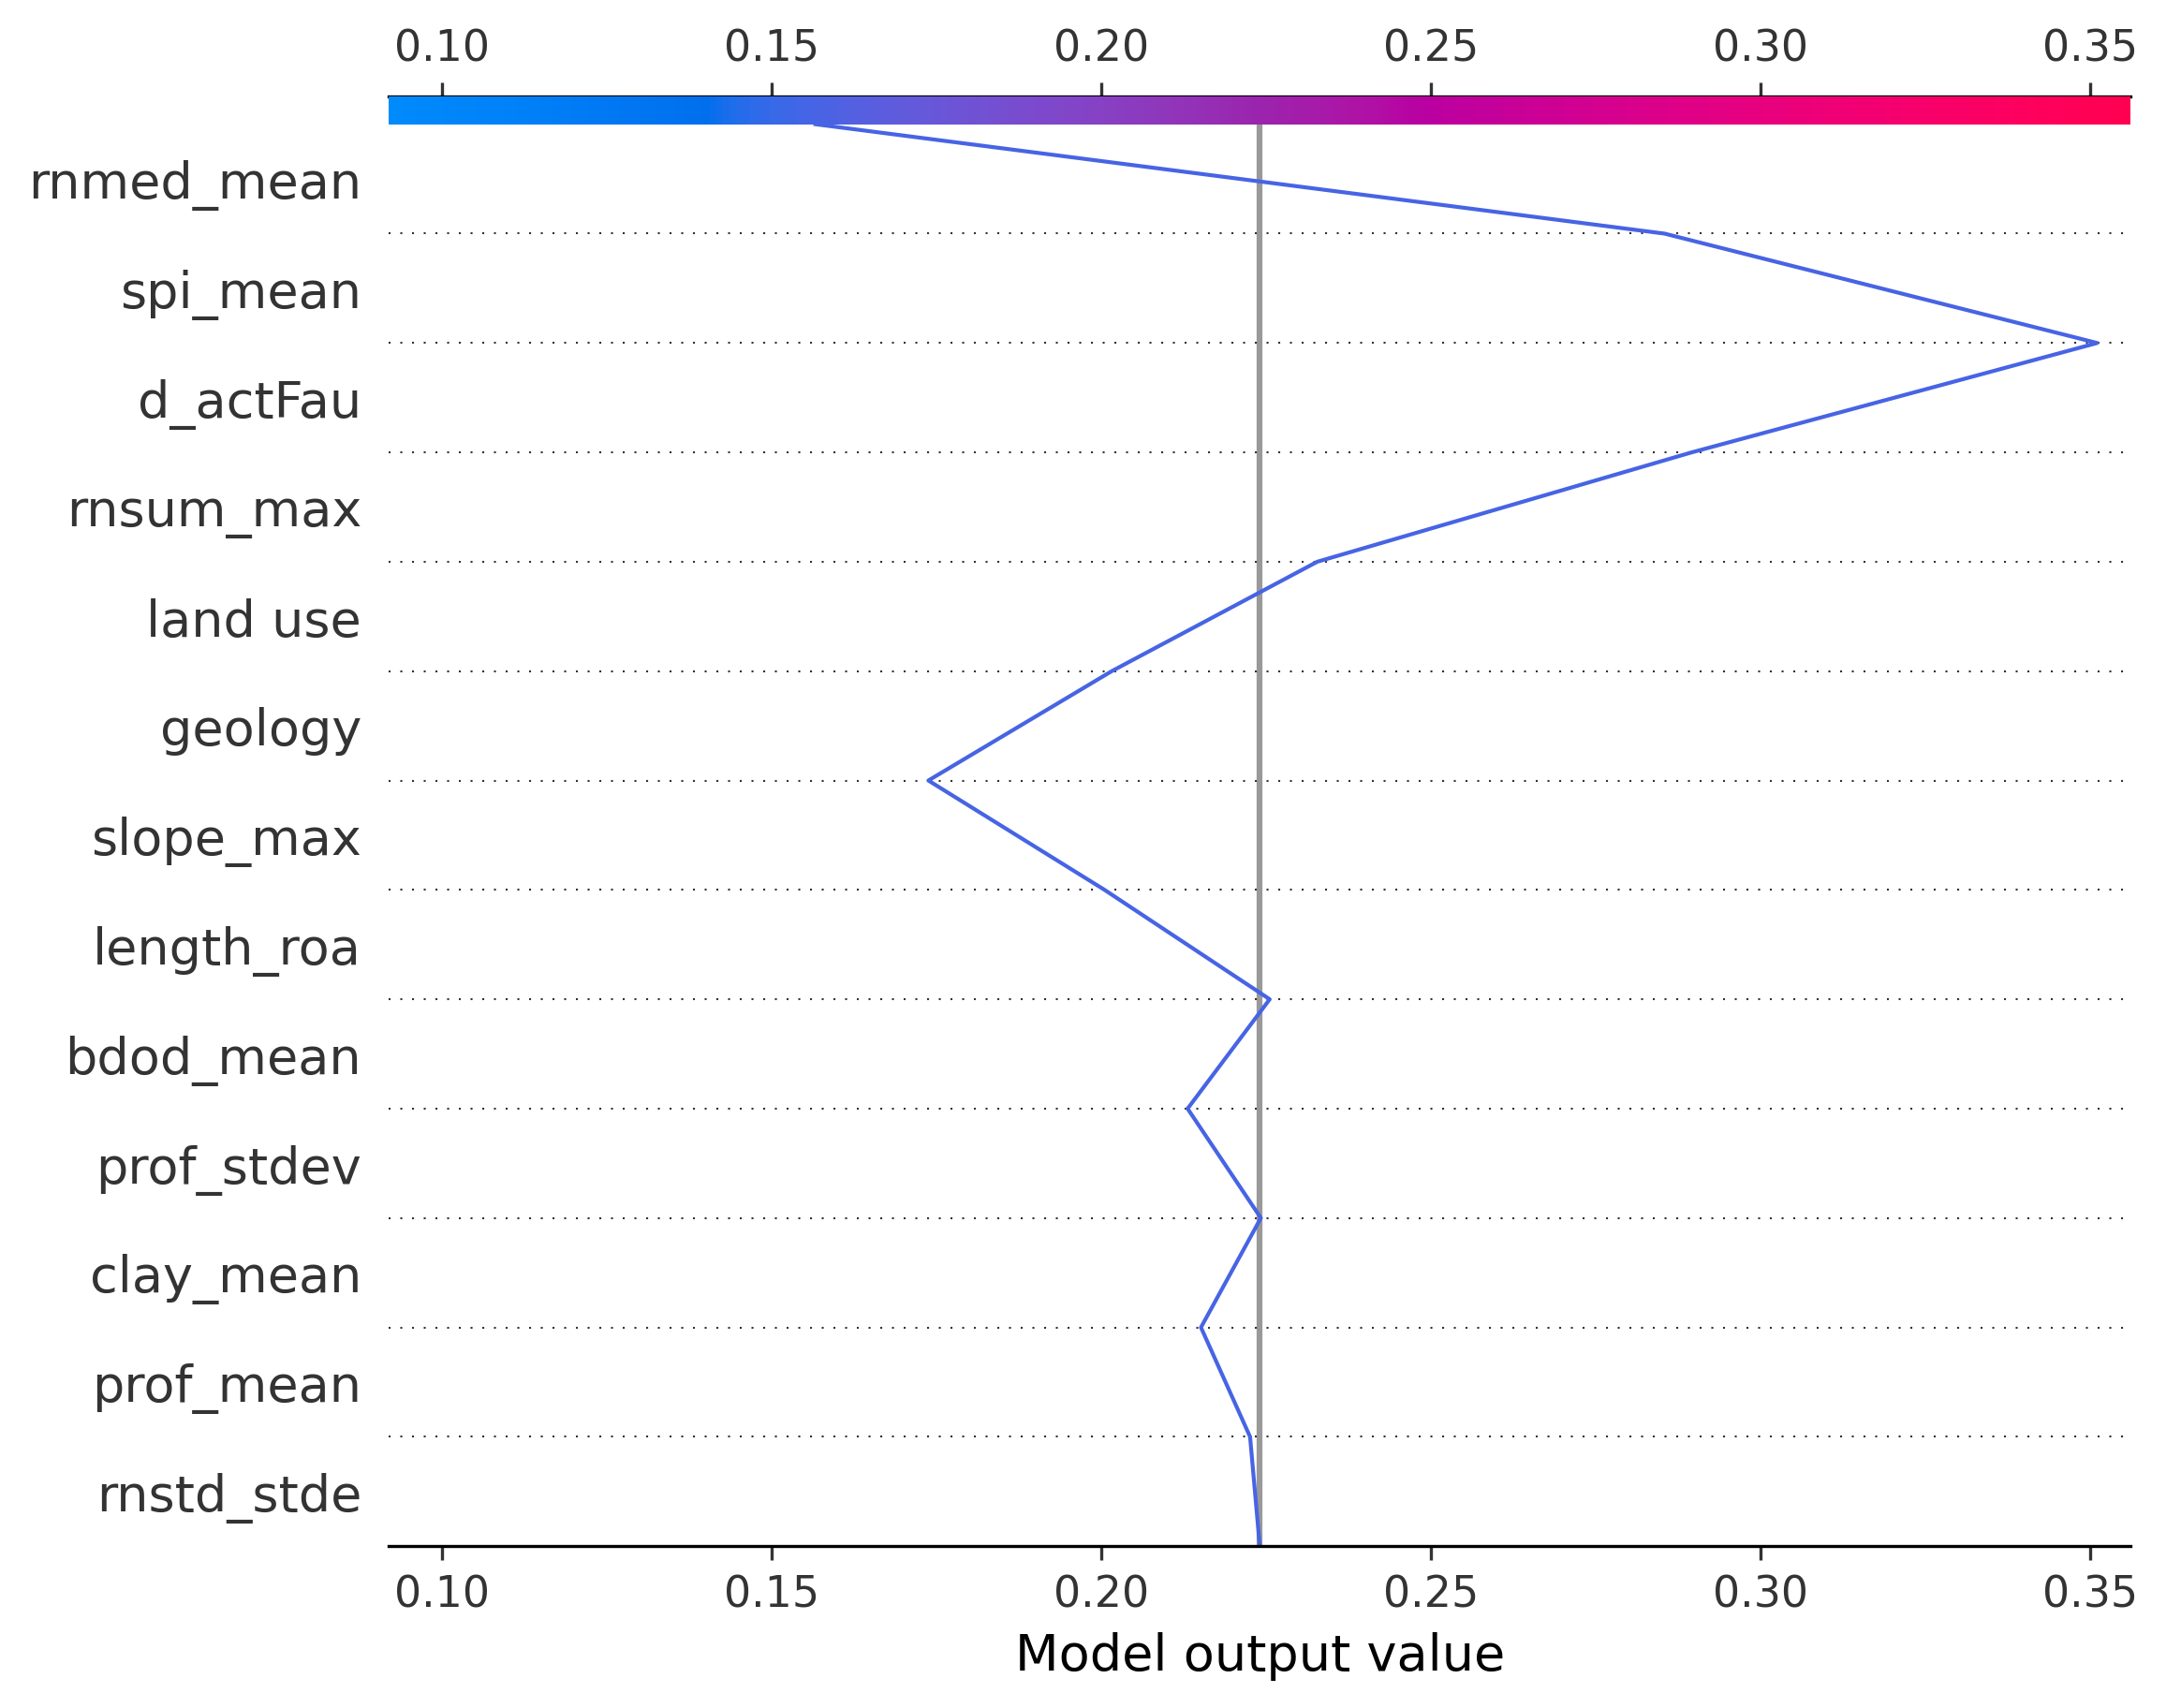 0.10 0.15 0.20 0.25 0.30 0.35
rnmed_mean
spi_mean
d_actFau
rnsum_max
land use
geology
slope_max
length_roa
bdod_mean
prof_stdev
clay_mean
prof_mean
rnstd_stde
0.10 0.15 0.20 0.25 0.30 0.35
Model output value